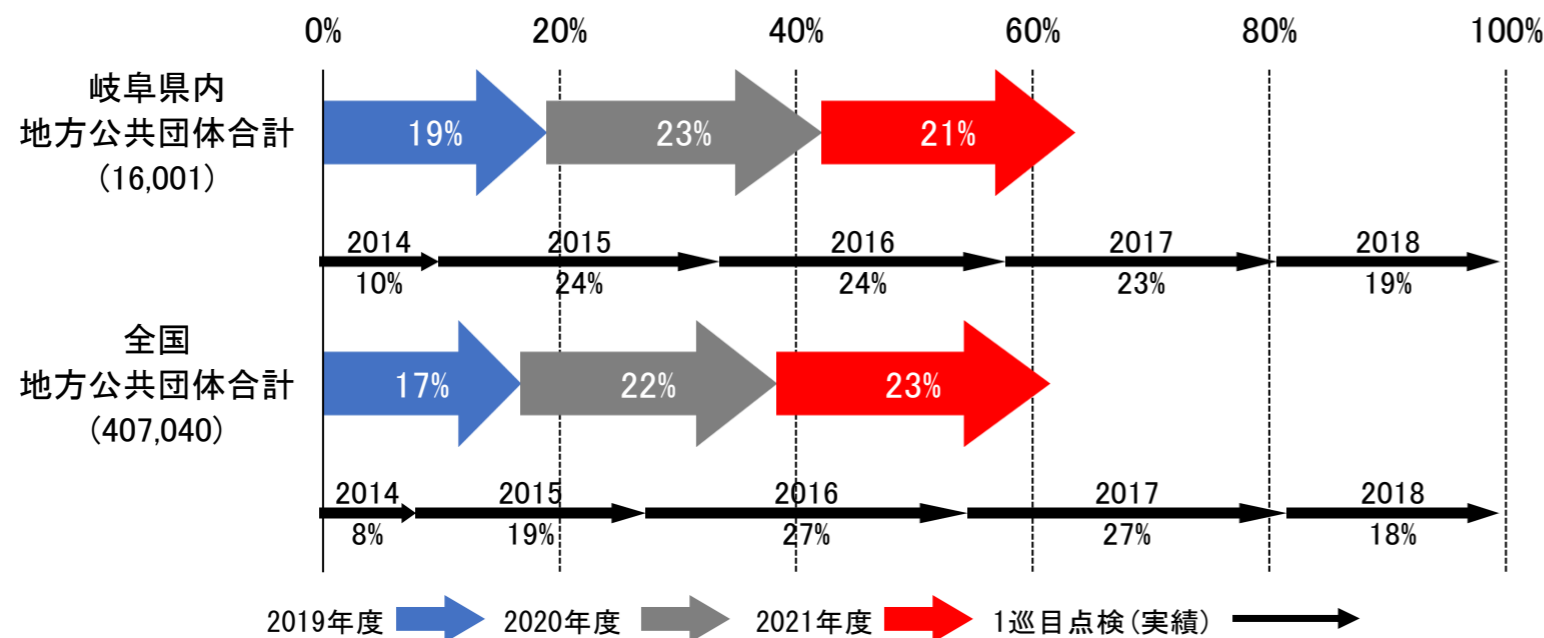 0% 20% 40% 60% 80% 100%
岐阜県内
地方公共団体合計
(16,001)
19% 23% 21%
2014 2015 2016 2017 2018
10% 24% 24% 23% 19%
全国
地方公共団体合計
(407,040)
17% 22% 23%
2014 2015 2016 2017 2018
8% 19% 27% 27% 18%
2019年度 2020年度 2021年度 1巡目点検(実績)